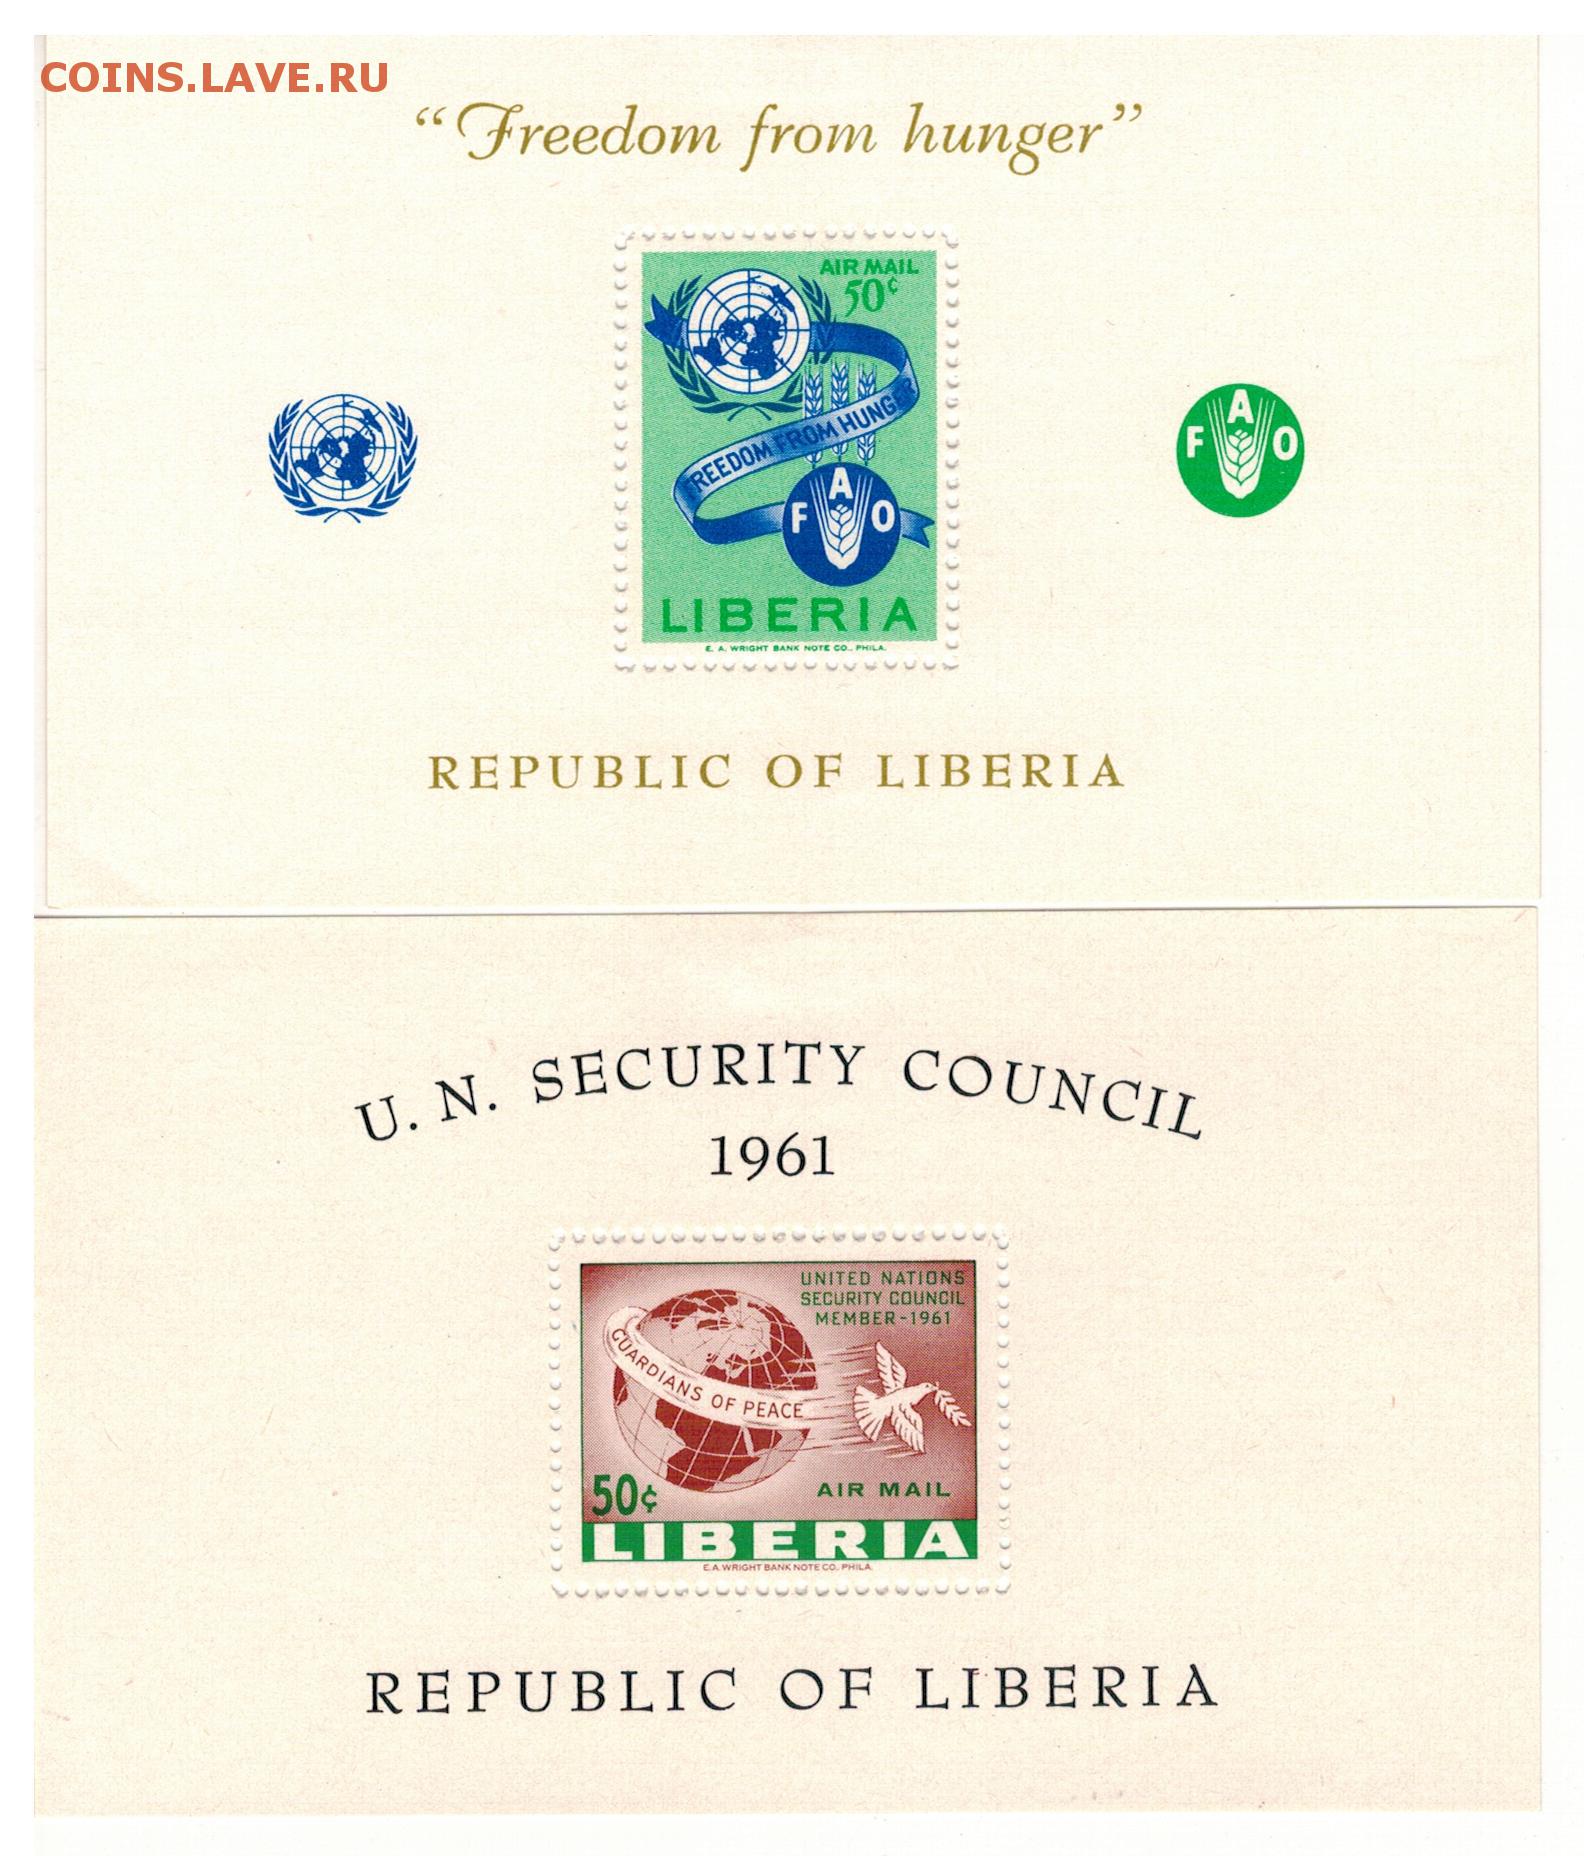 COINS.LAVE.RU
“Freedom from hunger”
AIR MAIL
50¢
FREEDOM FROM HUNGER
F A O
LIBERIA
E. A. WRIGHT BANK NOTE CO., PHILA.
F A O
REPUBLIC OF LIBERIA
U. N. SECURITY COUNCIL
1961
UNITED NATIONS
SECURITY COUNCIL
MEMBER-1961
GUARDIANS OF PEACE
50¢
AIR MAIL
LIBERIA
E.A. WRIGHT BANK NOTE CO., PHILA.
REPUBLIC OF LIBERIA